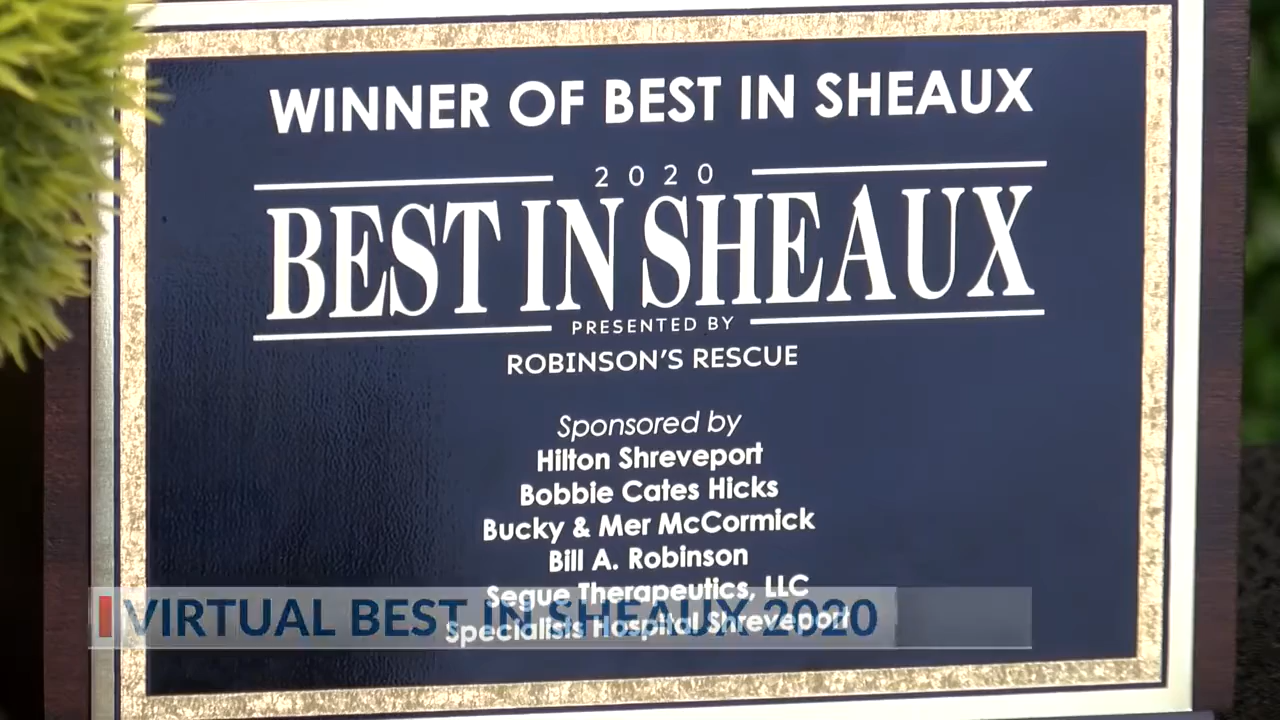 WINNER OF BEST IN SHEAUX
2020
BEST IN SHEAUX
PRESENTED BY
ROBINSON'S RESCUE
Sponsored by
Hilton Shreveport
Bobbie Cates Hicks
Bucky & Mer McCormick
Bill A. Robinson
Segue Therapeutics, LLC
Specialists Hospital Shreveport
VIRTUAL BEST IN SHEAUX 2020